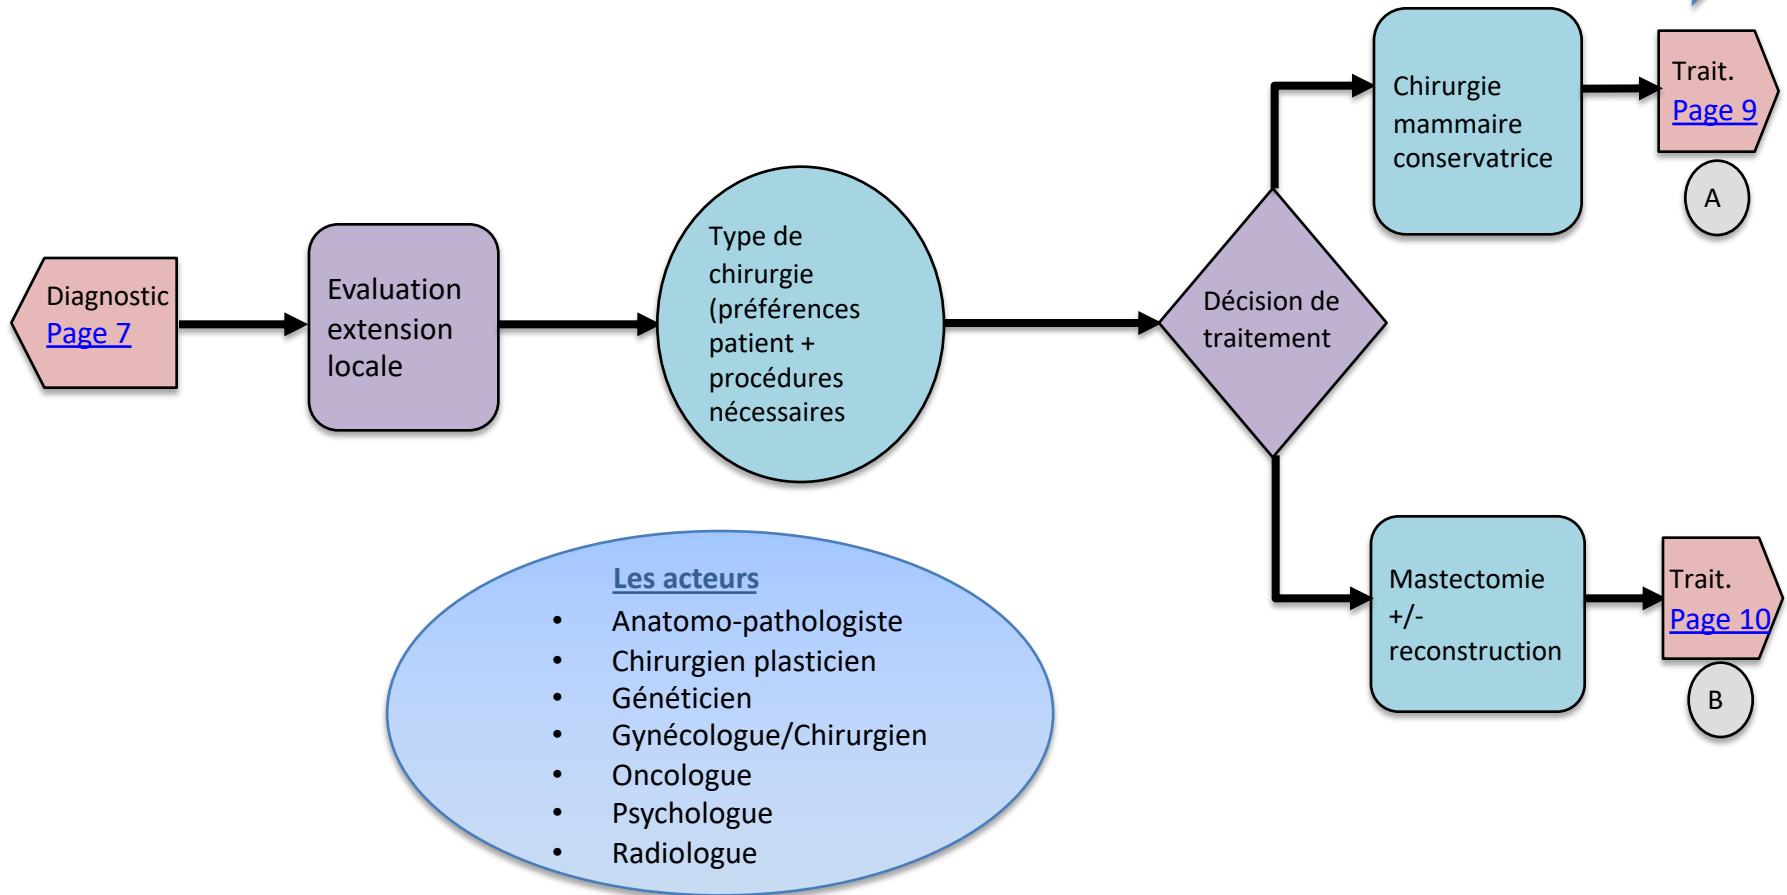 Diagnostic
Page 7
Evaluation
extension
locale
Type de
chirurgie
(préférences
patient +
procédures
nécessaires
Décision de
traitement
Chirurgie
mammaire
conservatrice
Trait.
Page 9
A
Mastectomie
+/-
reconstruction
Trait.
Page 10
B
Les acteurs
• Anatomo-pathologiste
• Chirurgien plasticien
• Généticien
• Gynécologue/Chirurgien
• Oncologue
• Psychologue
• Radiologue